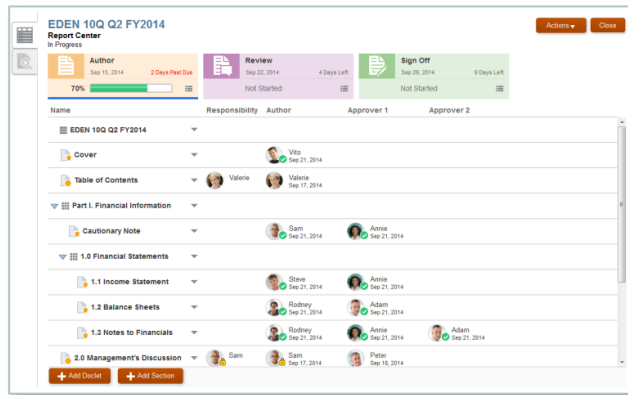 EDEN 10Q Q2 FY2014
Report Center
In Progress
Actions
Close
Author
Sep 15, 2014 2 Days Past Due
70%
Review
Sep 22, 2014 4 Days Left
Not Started
Sign Off
Sep 29, 2014 9 Days Left
Not Started
Name Responsibility Author Approver 1 Approver 2
EDEN 10Q Q2 FY2014
Cover
Vito
Sep 21, 2014
Table of Contents
Valerie
Valerie
Sep 17, 2014
Part I. Financial Information
Cautionary Note
Sam
Sep 21, 2014
Annie
Sep 21, 2014
1.0 Financial Statements
1.1 Income Statement
Steve
Sep 21, 2014
Annie
Sep 21, 2014
1.2 Balance Sheets
Rodney
Sep 21, 2014
Adam
Sep 21, 2014
1.3 Notes to Financials
Rodney
Sep 21, 2014
Annie
Sep 21, 2014
Adam
Sep 21, 2014
2.0 Management's Discussion
Sam
Sam
Sep 17, 2014
Peter
Sep 18, 2014
Add Doclet
Add Section